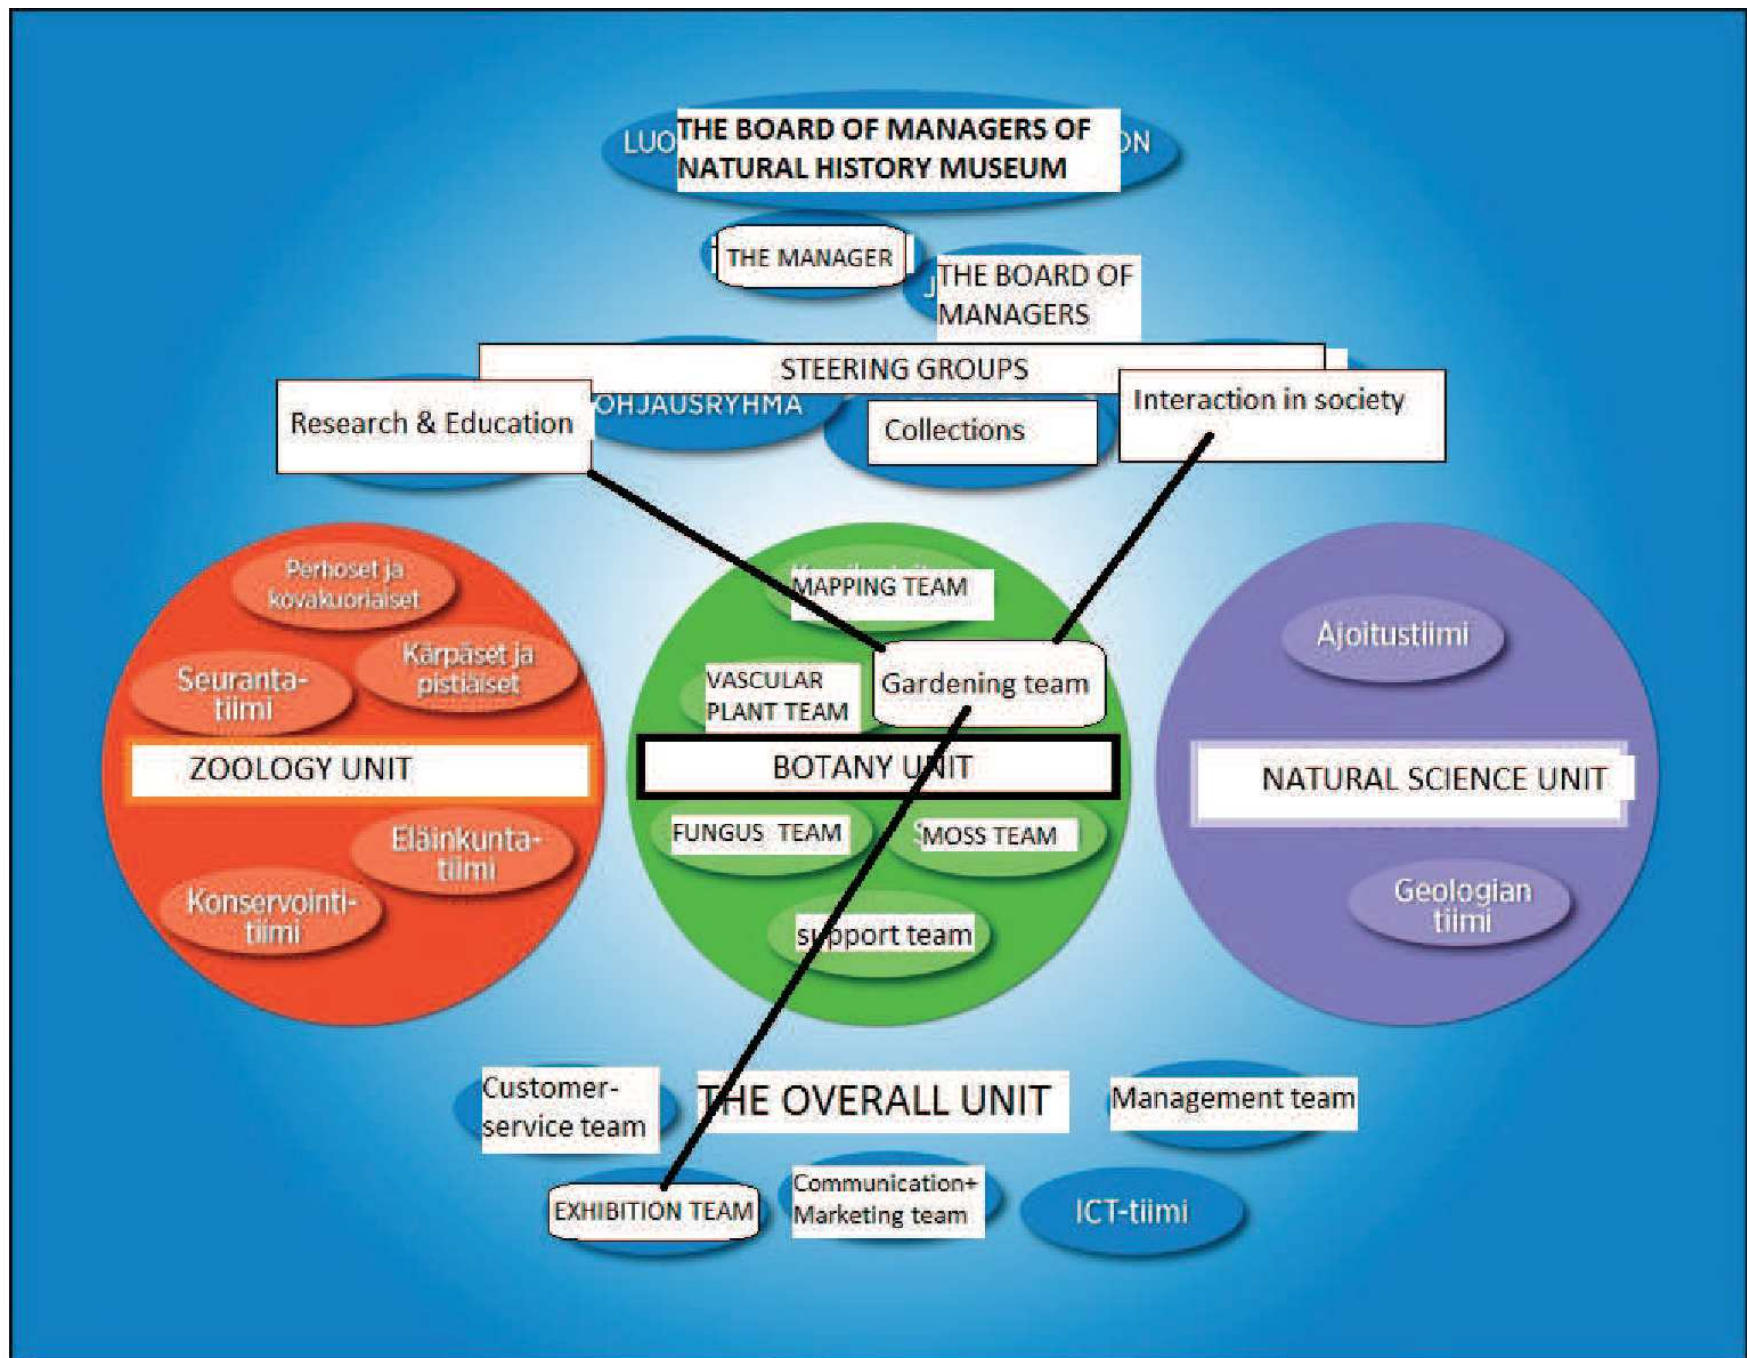 LUO THE BOARD OF MANAGERS OF ON
NATURAL HISTORY MUSEUM
THE MANAGER
THE BOARD OF
MANAGERS
STEERING GROUPS
Research & Education
OHJAUSRYHMÄ
Collections
Interaction in society
Perhoset ja
kovakuoriaiset
Kärpäset ja
pistiäiset
Seuranta-
tiimi
ZOOLOGY UNIT
Eläinkunta-
tiimi
Konservointi-
tiimi
MAPPING TEAM
VASCULAR
PLANT TEAM
Gardening team
BOTANY UNIT
FUNGUS TEAM
MOSS TEAM
support team
Ajoitustiimi
NATURAL SCIENCE UNIT
Geologian
tiimi
Customer-
service team
THE OVERALL UNIT
Management team
EXHIBITION TEAM
Communication+
Marketing team
ICT-tiimi